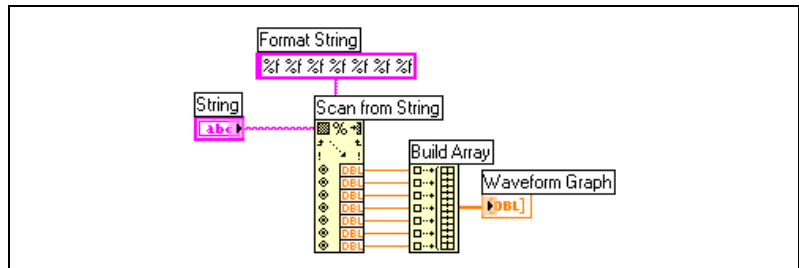 Format String
%f %f %f %f %f %f %f
String
abc
Scan from String
%
Build Array
DBL
DBL
DBL
DBL
DBL
DBL
DBL
Waveform Graph
DBL]